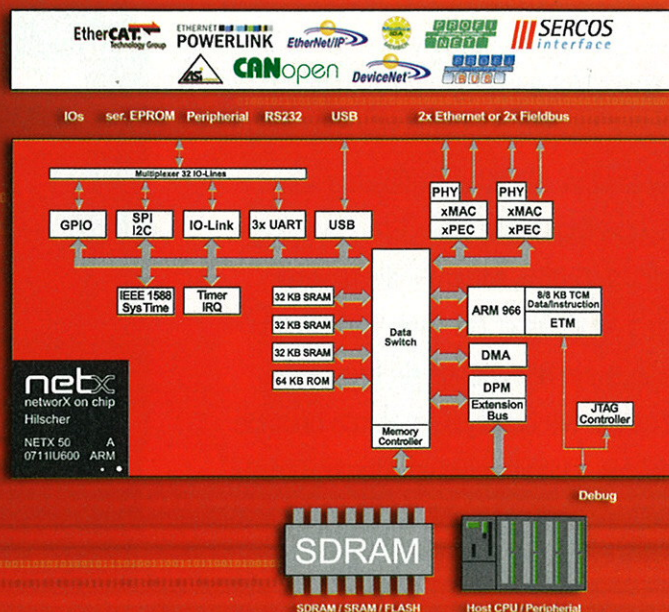 EtherCAT.
Technology Group
ETHERNET
POWERLINK
EtherNet/IP
IDA
PROFI
NET
SERCOS
interface
ASi
CANopen
DeviceNet
PROFI
BUS
IOs ser. EPROM Peripherial RS232 USB 2x Ethernet or 2x Fieldbus
Multiplexer 32 IO-Lines
GPIO
SPI
I2C
IO-Link
3x UART
USB
PHY
xMAC
xPEC
PHY
xMAC
xPEC
IEEE 1588
SysTime
Timer
IRQ
32 KB SRAM
32 KB SRAM
32 KB SRAM
64 KB ROM
Data
Switch
Memory
Controller
ARM 966
8/8 KB TCM
Data/Instruction
ETM
DMA
DPM
Extension
Bus
JTAG
Controller
Debug
netx
networX on chip
Hilscher
NETX 50 A
0711IU600 ARM
SDRAM
SDRAM / SRAM / FLASH
Host CPU / Peripherial